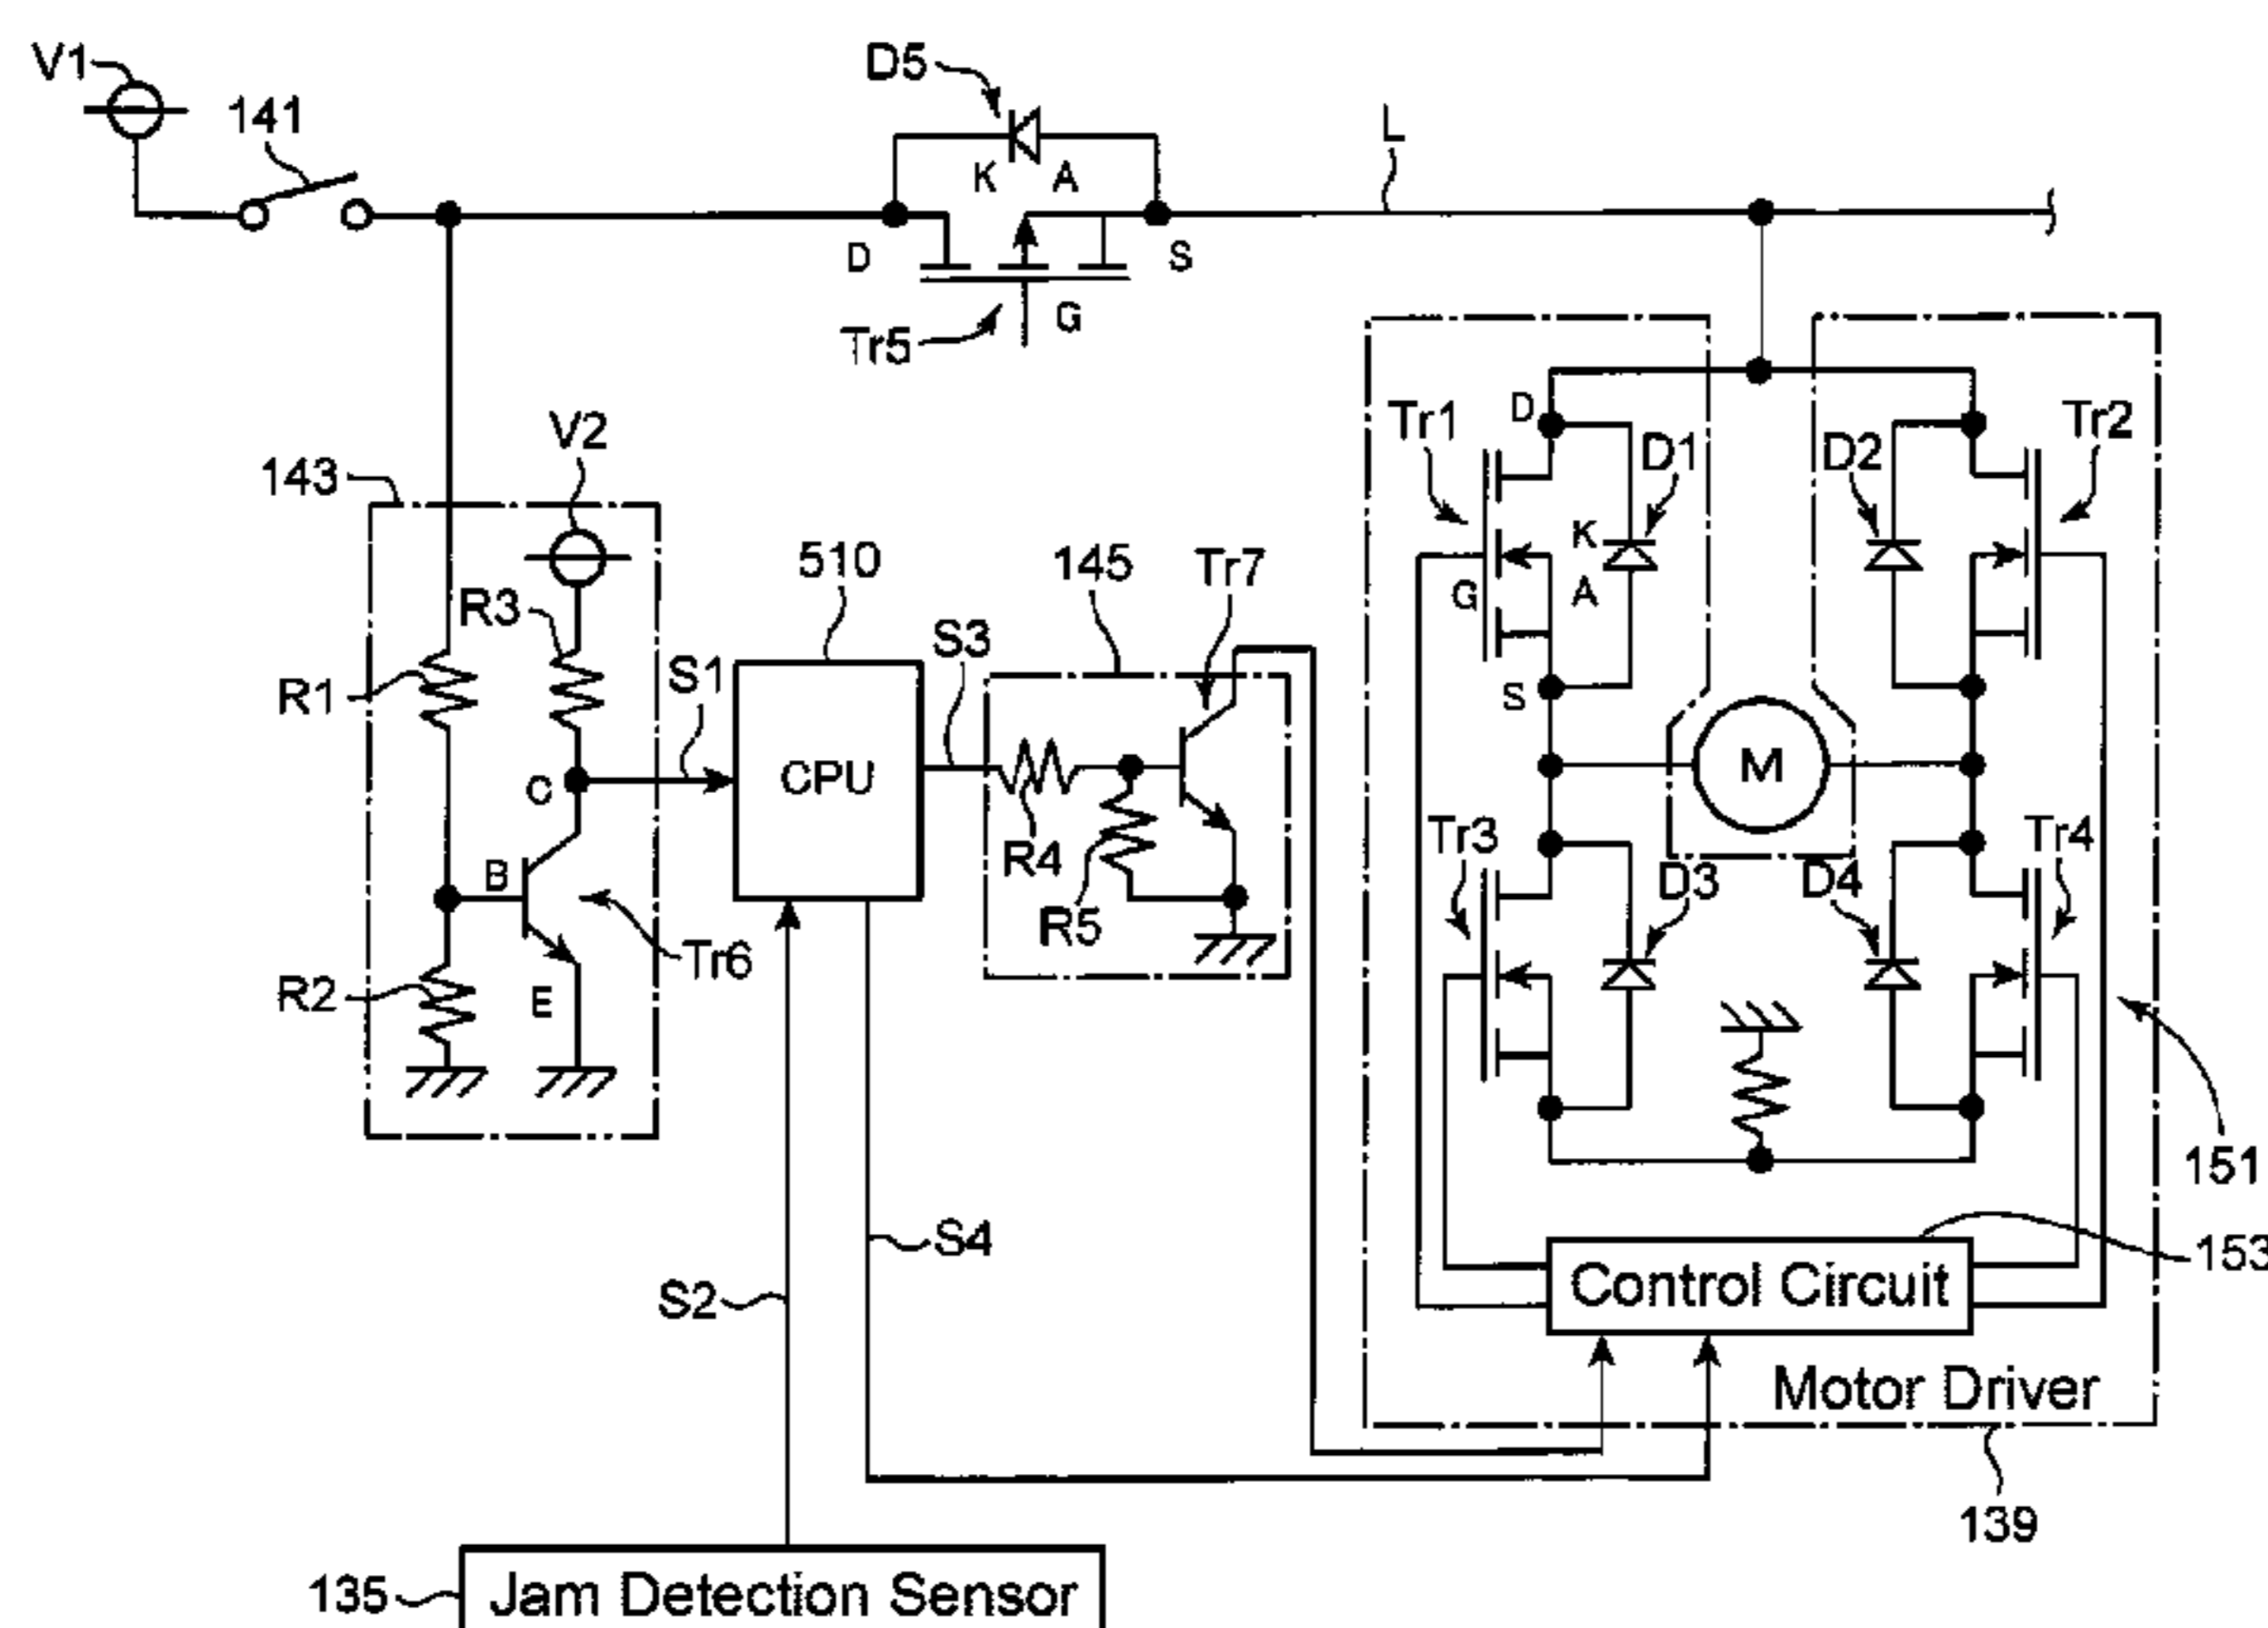 V1
141
D5
K
A
L
D
S
G
Tr5
V2
143
R3
R1
S1
C
B
Tr6
R2
E
510
CPU
145
Tr7
S3
R4
R5
D
Tr1
D1
D2
Tr2
K
G
A
S
M
Tr3
D3
D4
Tr4
151
153
Control Circuit
Motor Driver
139
S4
S2
135
Jam Detection Sensor